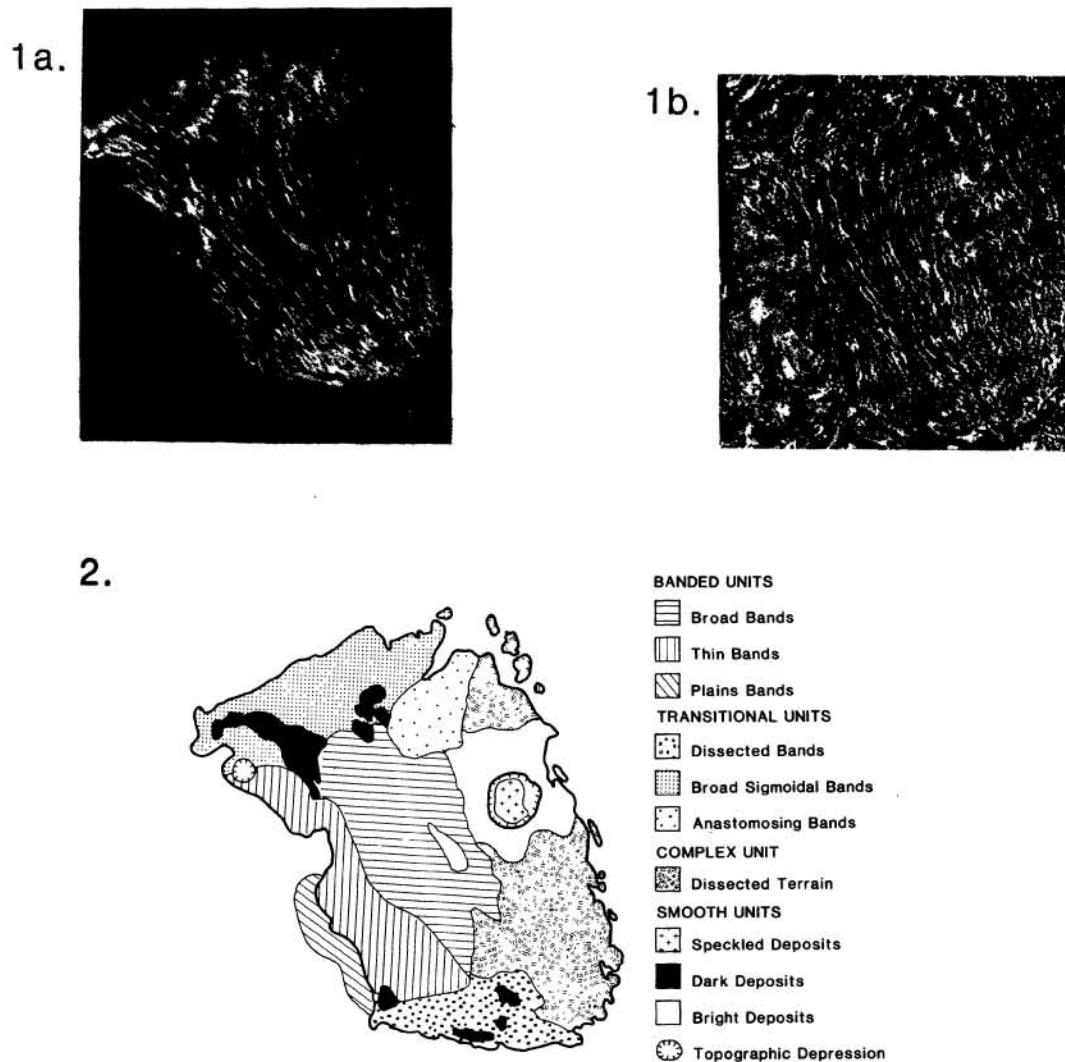 1a.
1b.
2.
BANDED UNITS
Broad Bands
Thin Bands
Plains Bands
TRANSITIONAL UNITS
Dissected Bands
Broad Sigmoidal Bands
Anastomosing Bands
COMPLEX UNIT
Dissected Terrain
SMOOTH UNITS
Speckled Deposits
Dark Deposits
Bright Deposits
Topographic Depression